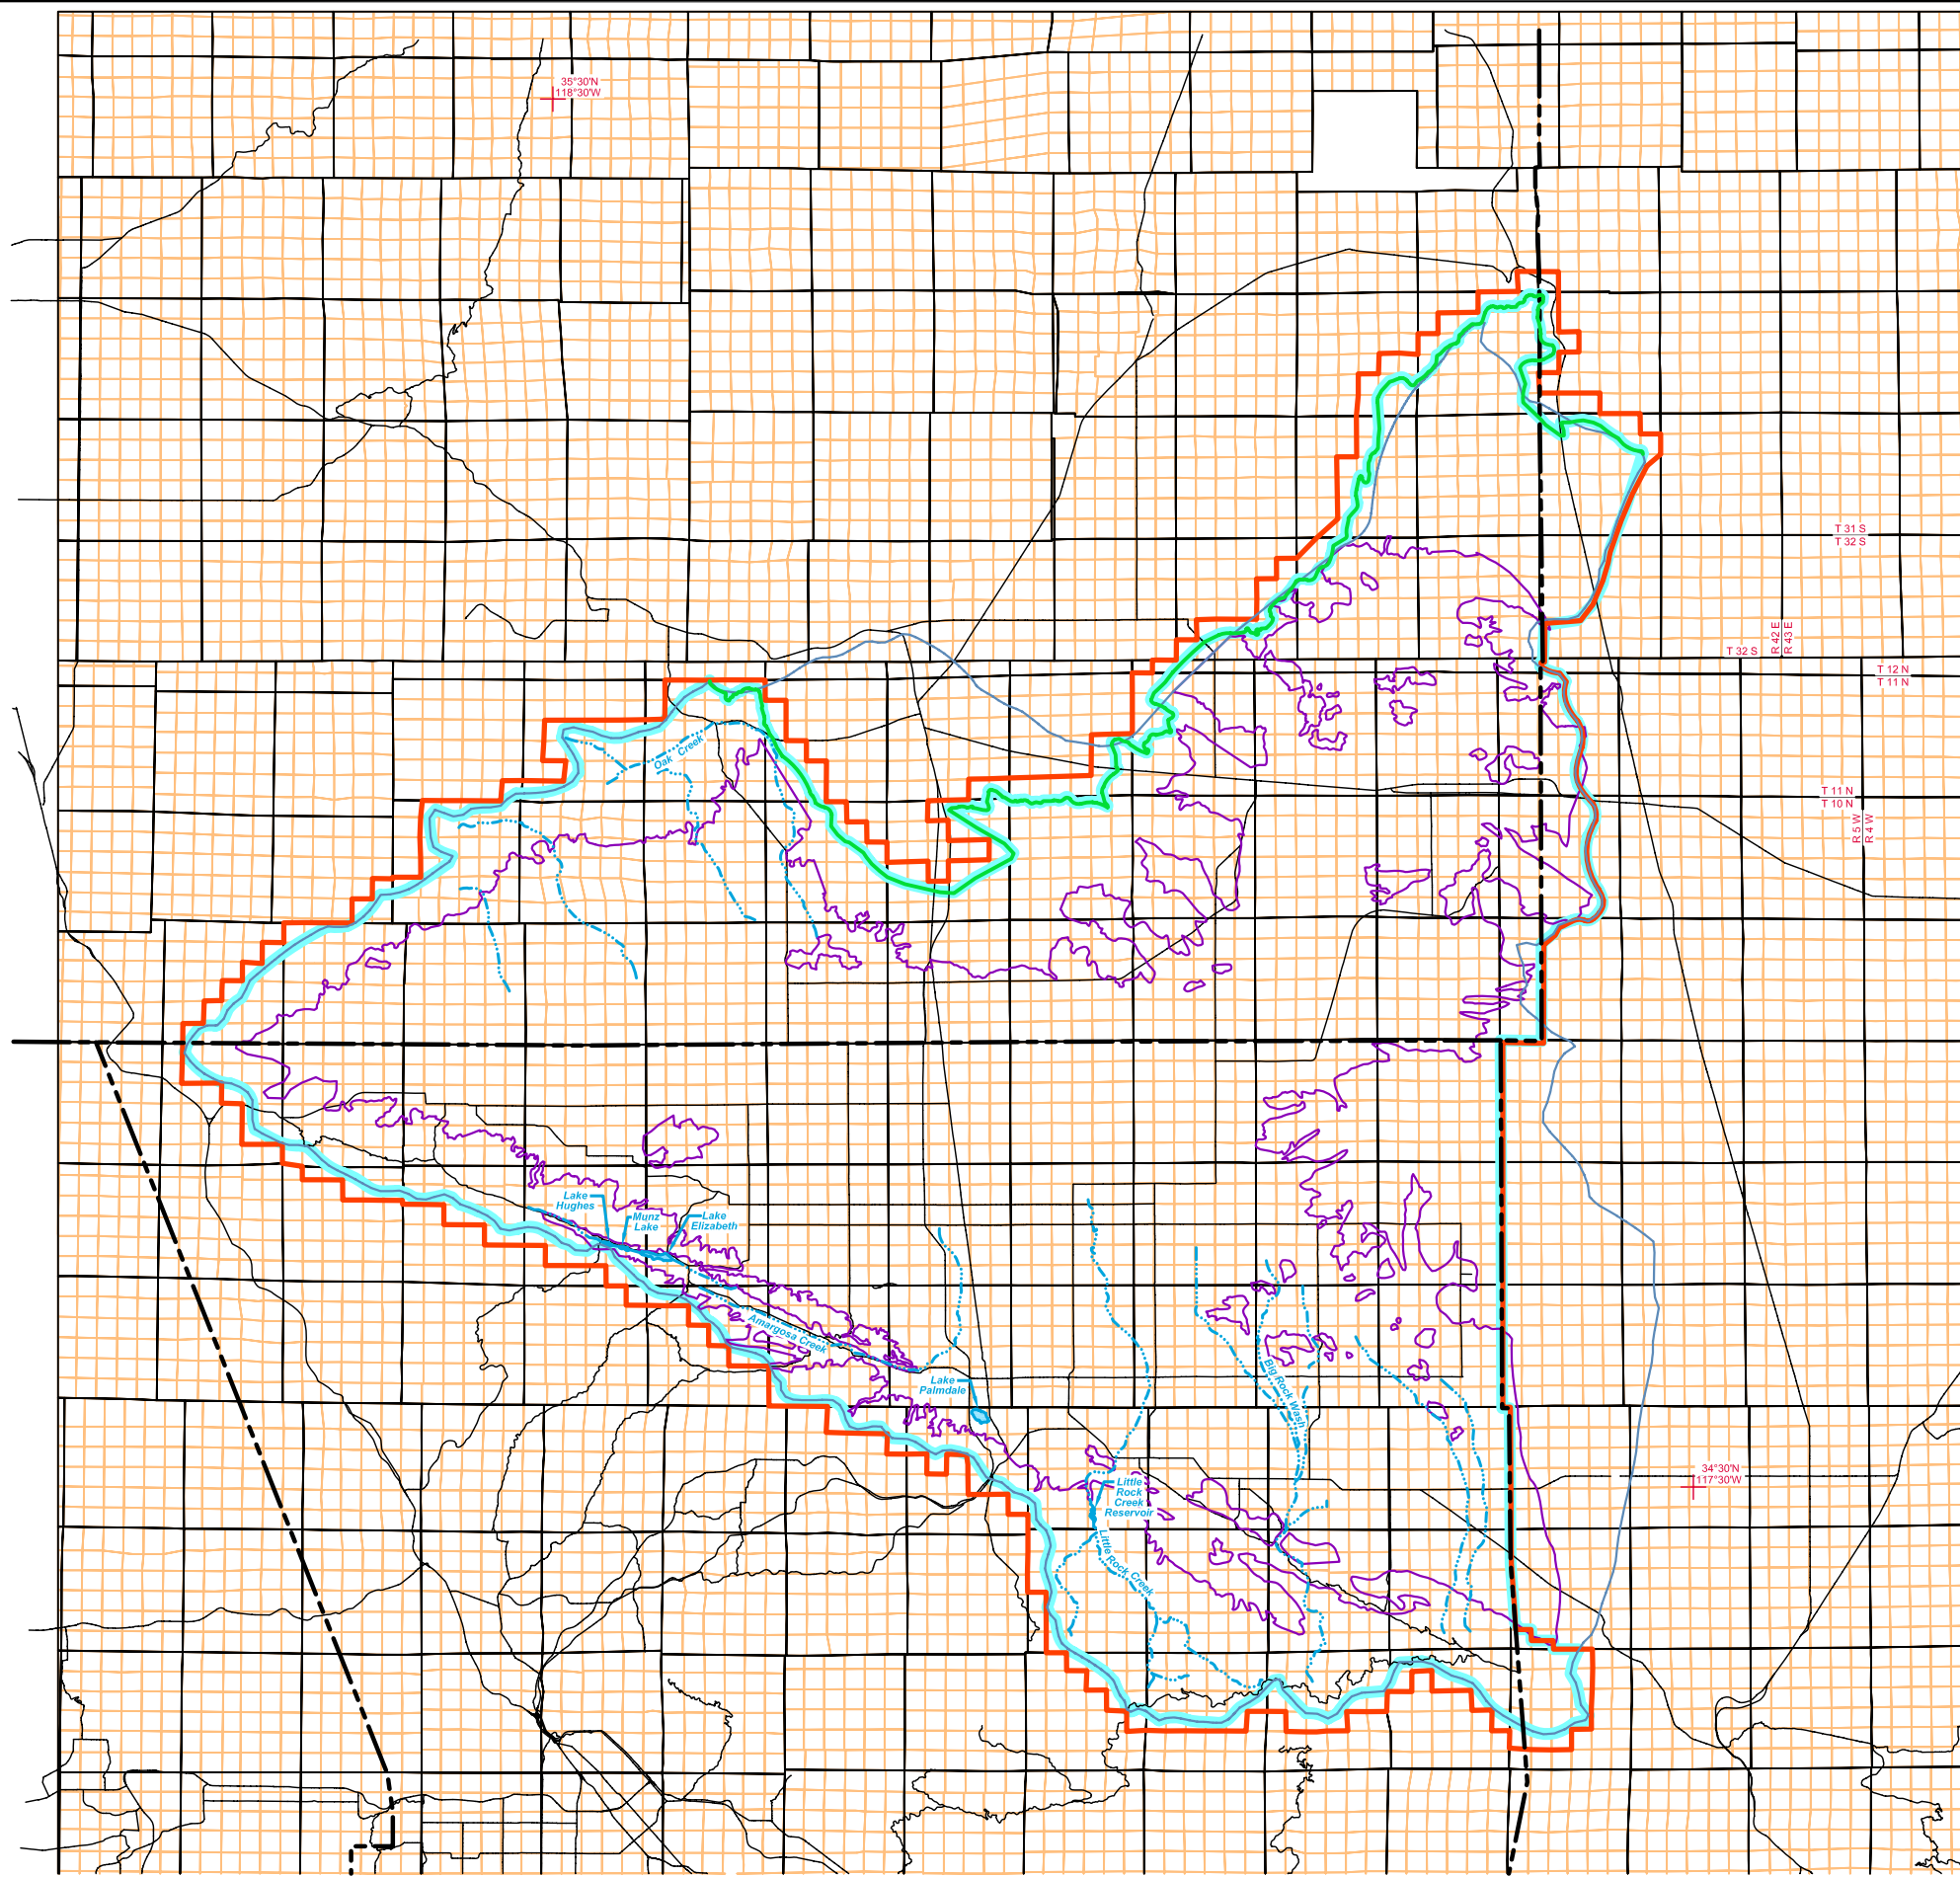 35°30'N
118°30'W
T 31 S
T 32 S
R 42 E
R 43 E
T 32 S
T 12 N
T 11 N
Oak Creek
T 11 N
T 10 N
R 5 W
R 4 W
Lake
Hughes
Munz
Lake
Lake
Elizabeth
Amargosa Creek
Lake
Palmdale
Big Rock Wash
34°30'N
117°30'W
Little
Rock
Creek
Reservoir
Little Rock Creek